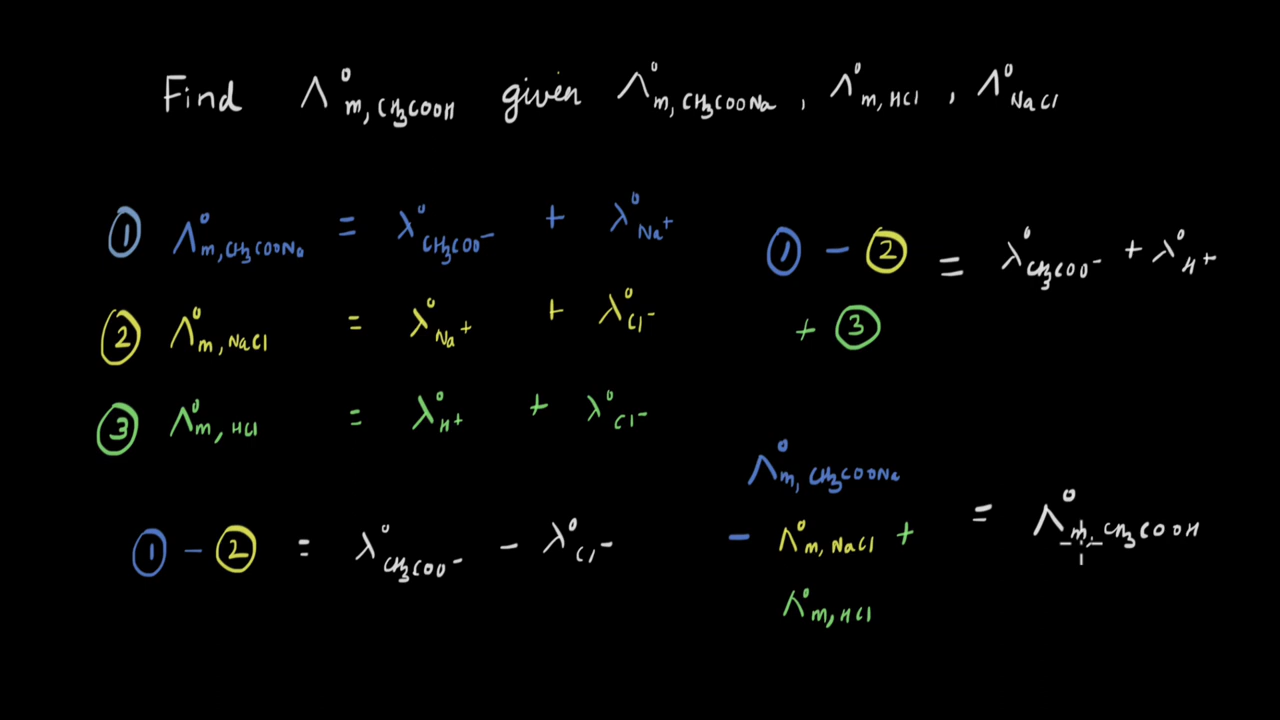 Find Λ°m,CH3COOH given Λ°m,CH3COONa , Λ°m,HCl , Λ°NaCl
① Λ°m,CH3COONa = λ°CH3COO⁻ + λ°Na⁺
② Λ°m,NaCl = λ°Na⁺ + λ°Cl⁻
③ Λ°m,HCl = λ°H⁺ + λ°Cl⁻
① − ② = λ°CH3COO⁻ − λ°Cl⁻
① − ② = λ°CH3COO⁻ + λ°H⁺
+ ③
Λ°m,CH3COONa
− Λ°m,NaCl + = Λ°m,CH3COOH
Λ°m,HCl